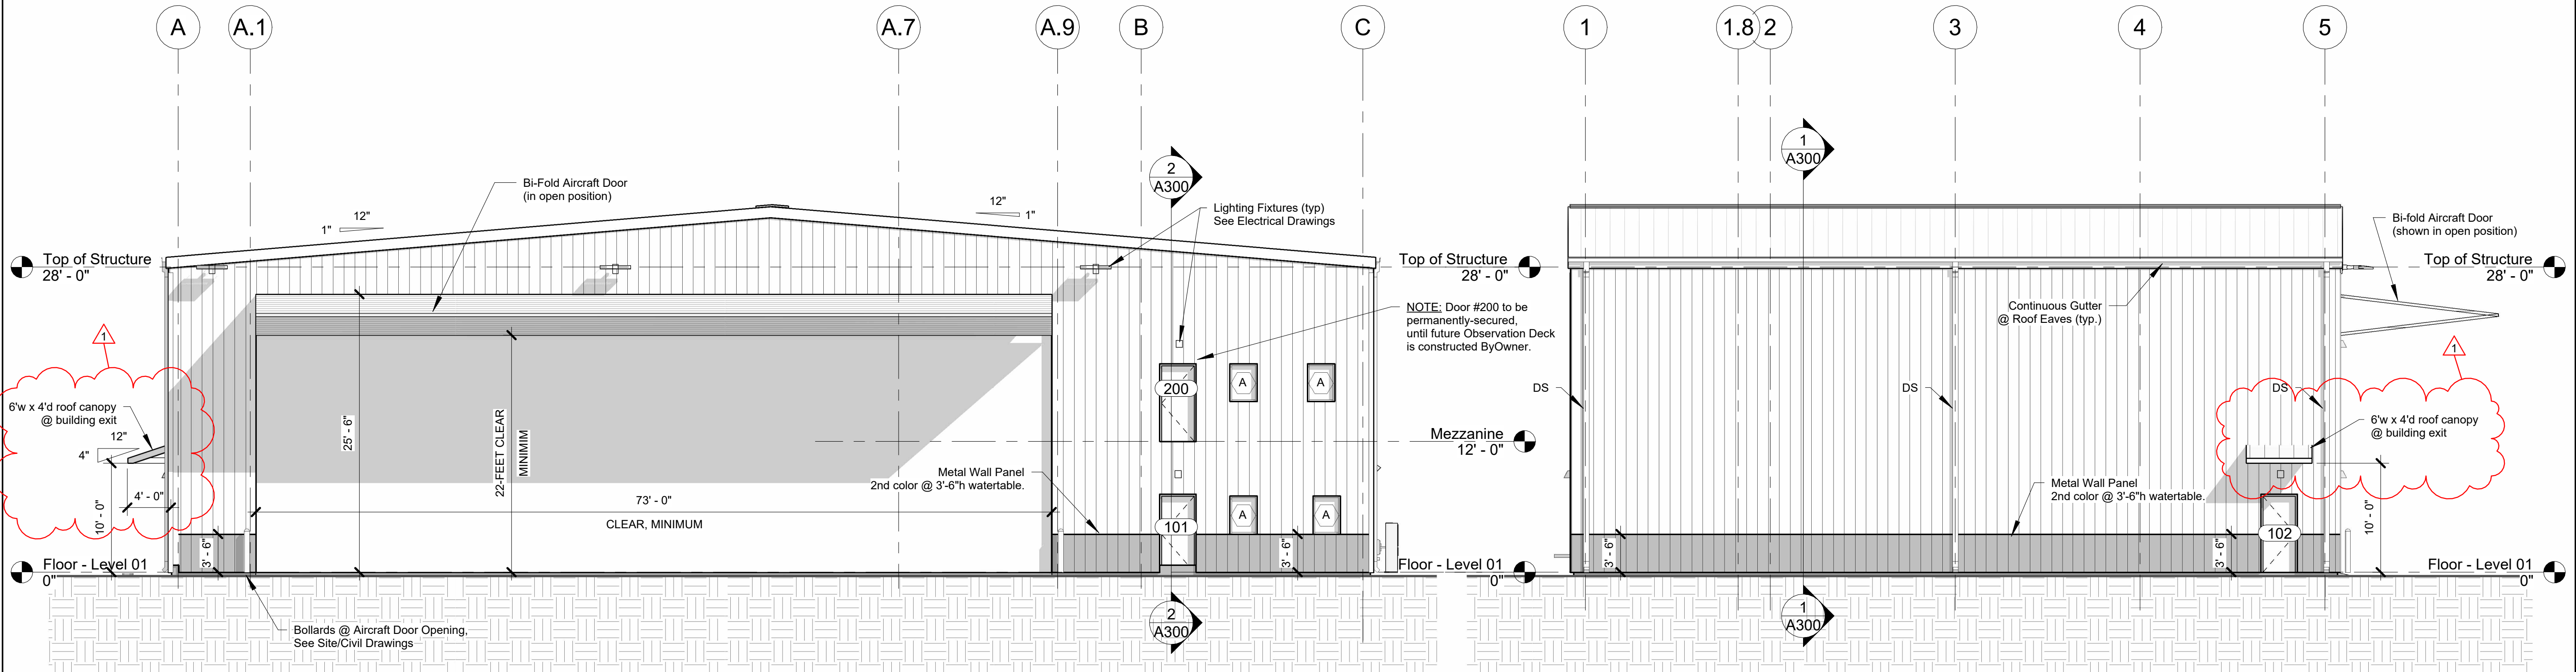 A
A.1
A.7
A.9
B
C
1
1.8
2
3
4
5
2
A300
1
A300
Bi-Fold Aircraft Door
(in open position)
12"
1"
12"
1"
Lighting Fixtures (typ)
See Electrical Drawings
Bi-fold Aircraft Door
(shown in open position)
Top of Structure
28' - 0"
Top of Structure
28' - 0"
Top of Structure
28' - 0"
NOTE: Door #200 to be
permanently-secured,
until future Observation Deck
is constructed ByOwner.
Continuous Gutter
@ Roof Eaves (typ.)
1
1
6'w x 4'd roof canopy
@ building exit
12"
4"
4' - 0"
10' - 0"
25' - 6"
22-FEET CLEAR
MINIMIM
200
A
A
DS
DS
DS
6'w x 4'd roof canopy
@ building exit
Mezzanine
12' - 0"
Metal Wall Panel
2nd color @ 3'-6"h watertable.
Metal Wall Panel
2nd color @ 3'-6"h watertable.
73' - 0"
CLEAR, MINIMUM
101
A
A
102
10' - 0"
3' - 6"
3' - 6"
3' - 6"
3' - 6"
Floor - Level 01
0"
Floor - Level 01
0"
Floor - Level 01
0"
Bollards @ Aircraft Door Opening,
See Site/Civil Drawings
2
A300
1
A300